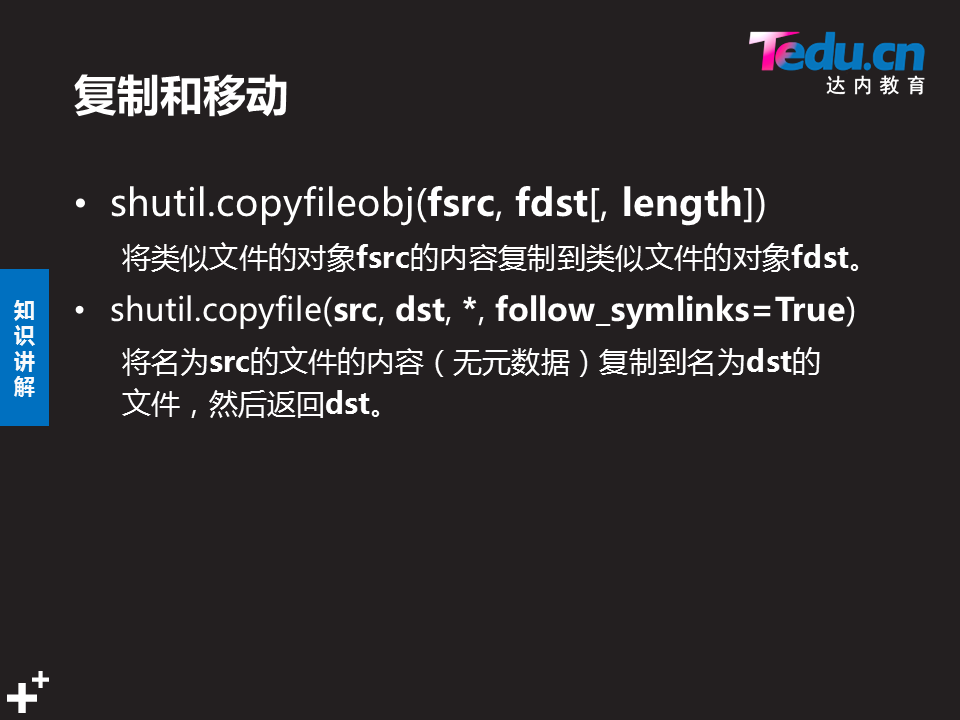 Tedu.cn
达内教育
复制和移动
• shutil.copyfileobj(fsrc, fdst[, length])
将类似文件的对象fsrc的内容复制到类似文件的对象fdst。
• shutil.copyfile(src, dst, *, follow_symlinks=True)
将名为src的文件的内容（无元数据）复制到名为dst的
文件，然后返回dst。
知
识
讲
解